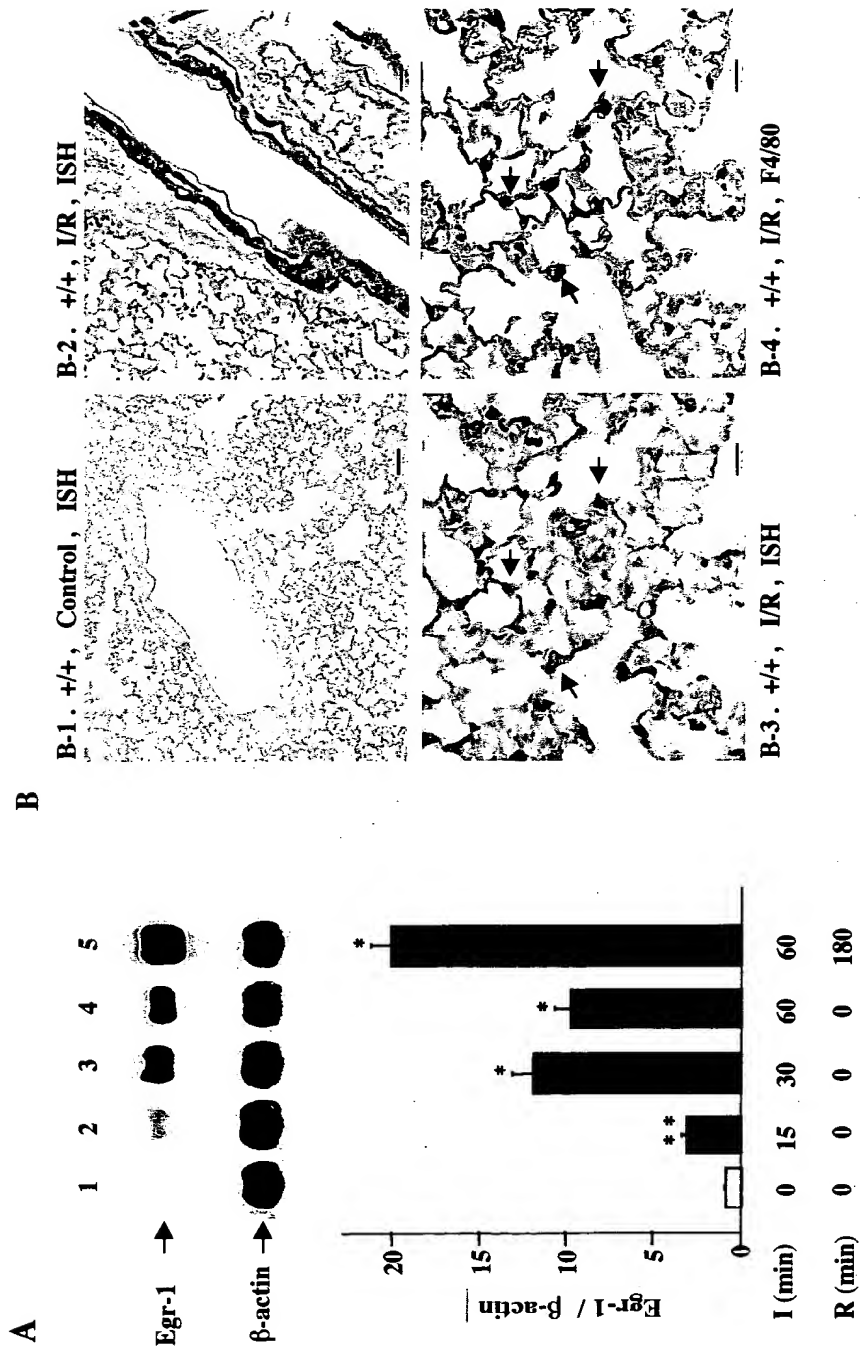 A
1 2 3 4 5
Egr-1
β-actin
Egr-1 / β-actin
20
15
10
5
0
* * * * *
I (min) 0 15 30 60 60
R (min) 0 0 0 0 180
B
B-1. +/+, Control, ISH
B-2. +/+, I/R, ISH
B-3. +/+, I/R, ISH
B-4. +/+, I/R, F4/80